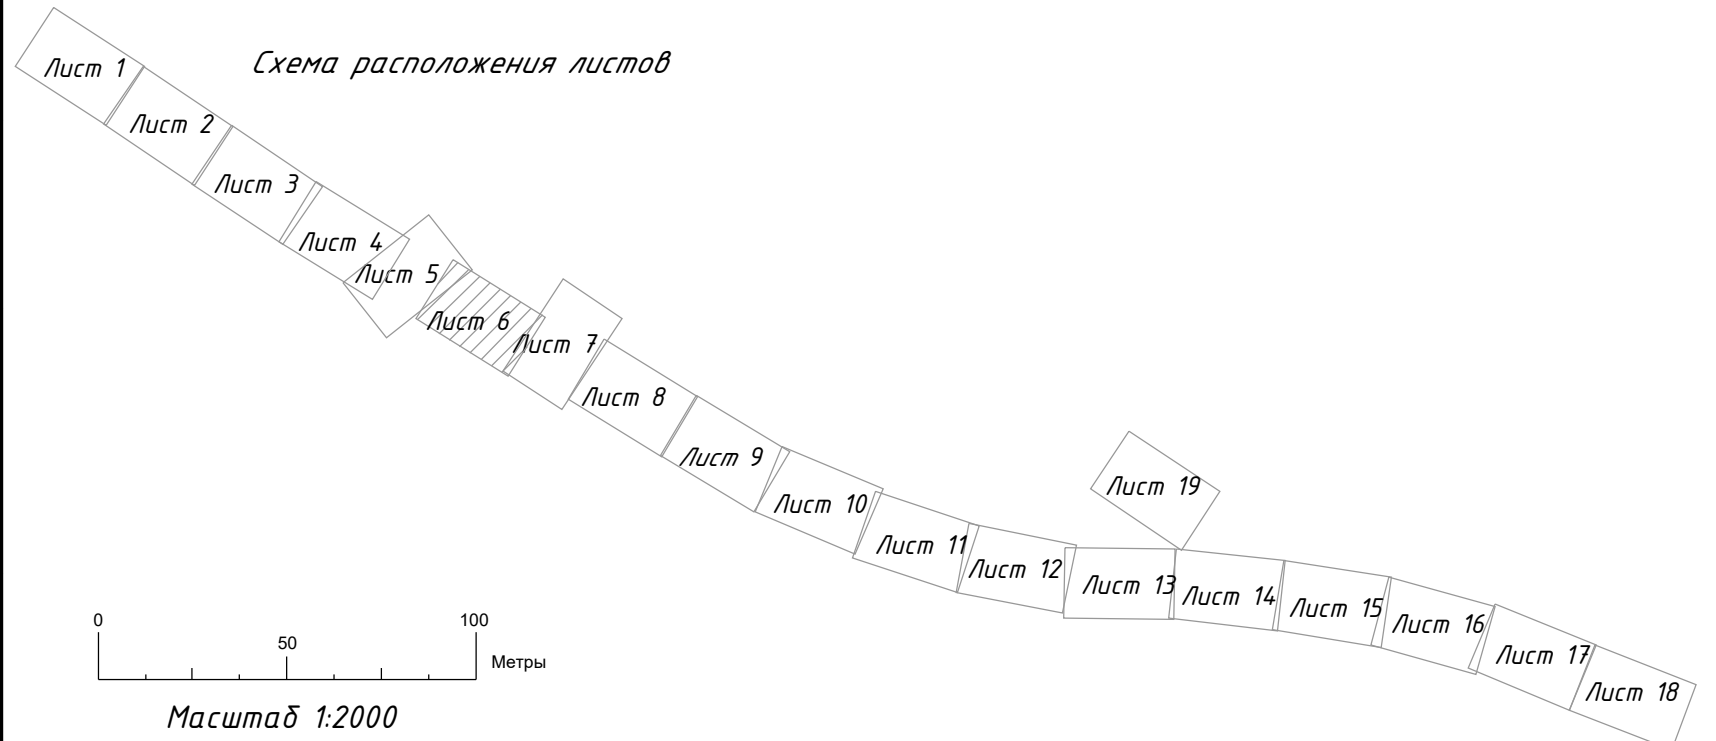 Схема расположения листов
Лист 1
Лист 2
Лист 3
Лист 4
Лист 5
Лист 6
Лист 7
Лист 8
Лист 9
Лист 10
Лист 11
Лист 12
Лист 13
Лист 14
Лист 15
Лист 16
Лист 17
Лист 18
Лист 19
0 50 100
Метры
Масштаб 1:2000